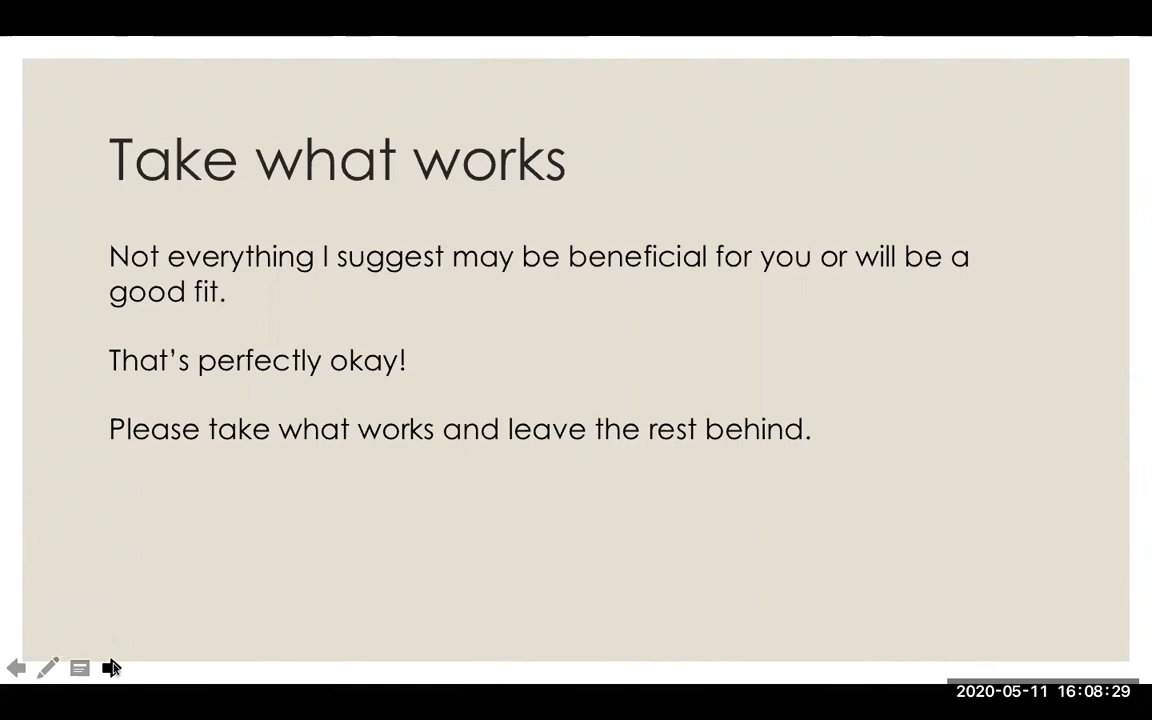 Take what works
Not everything I suggest may be beneficial for you or will be a
good fit.
That’s perfectly okay!
Please take what works and leave the rest behind.
2020-05-11 16:08:29